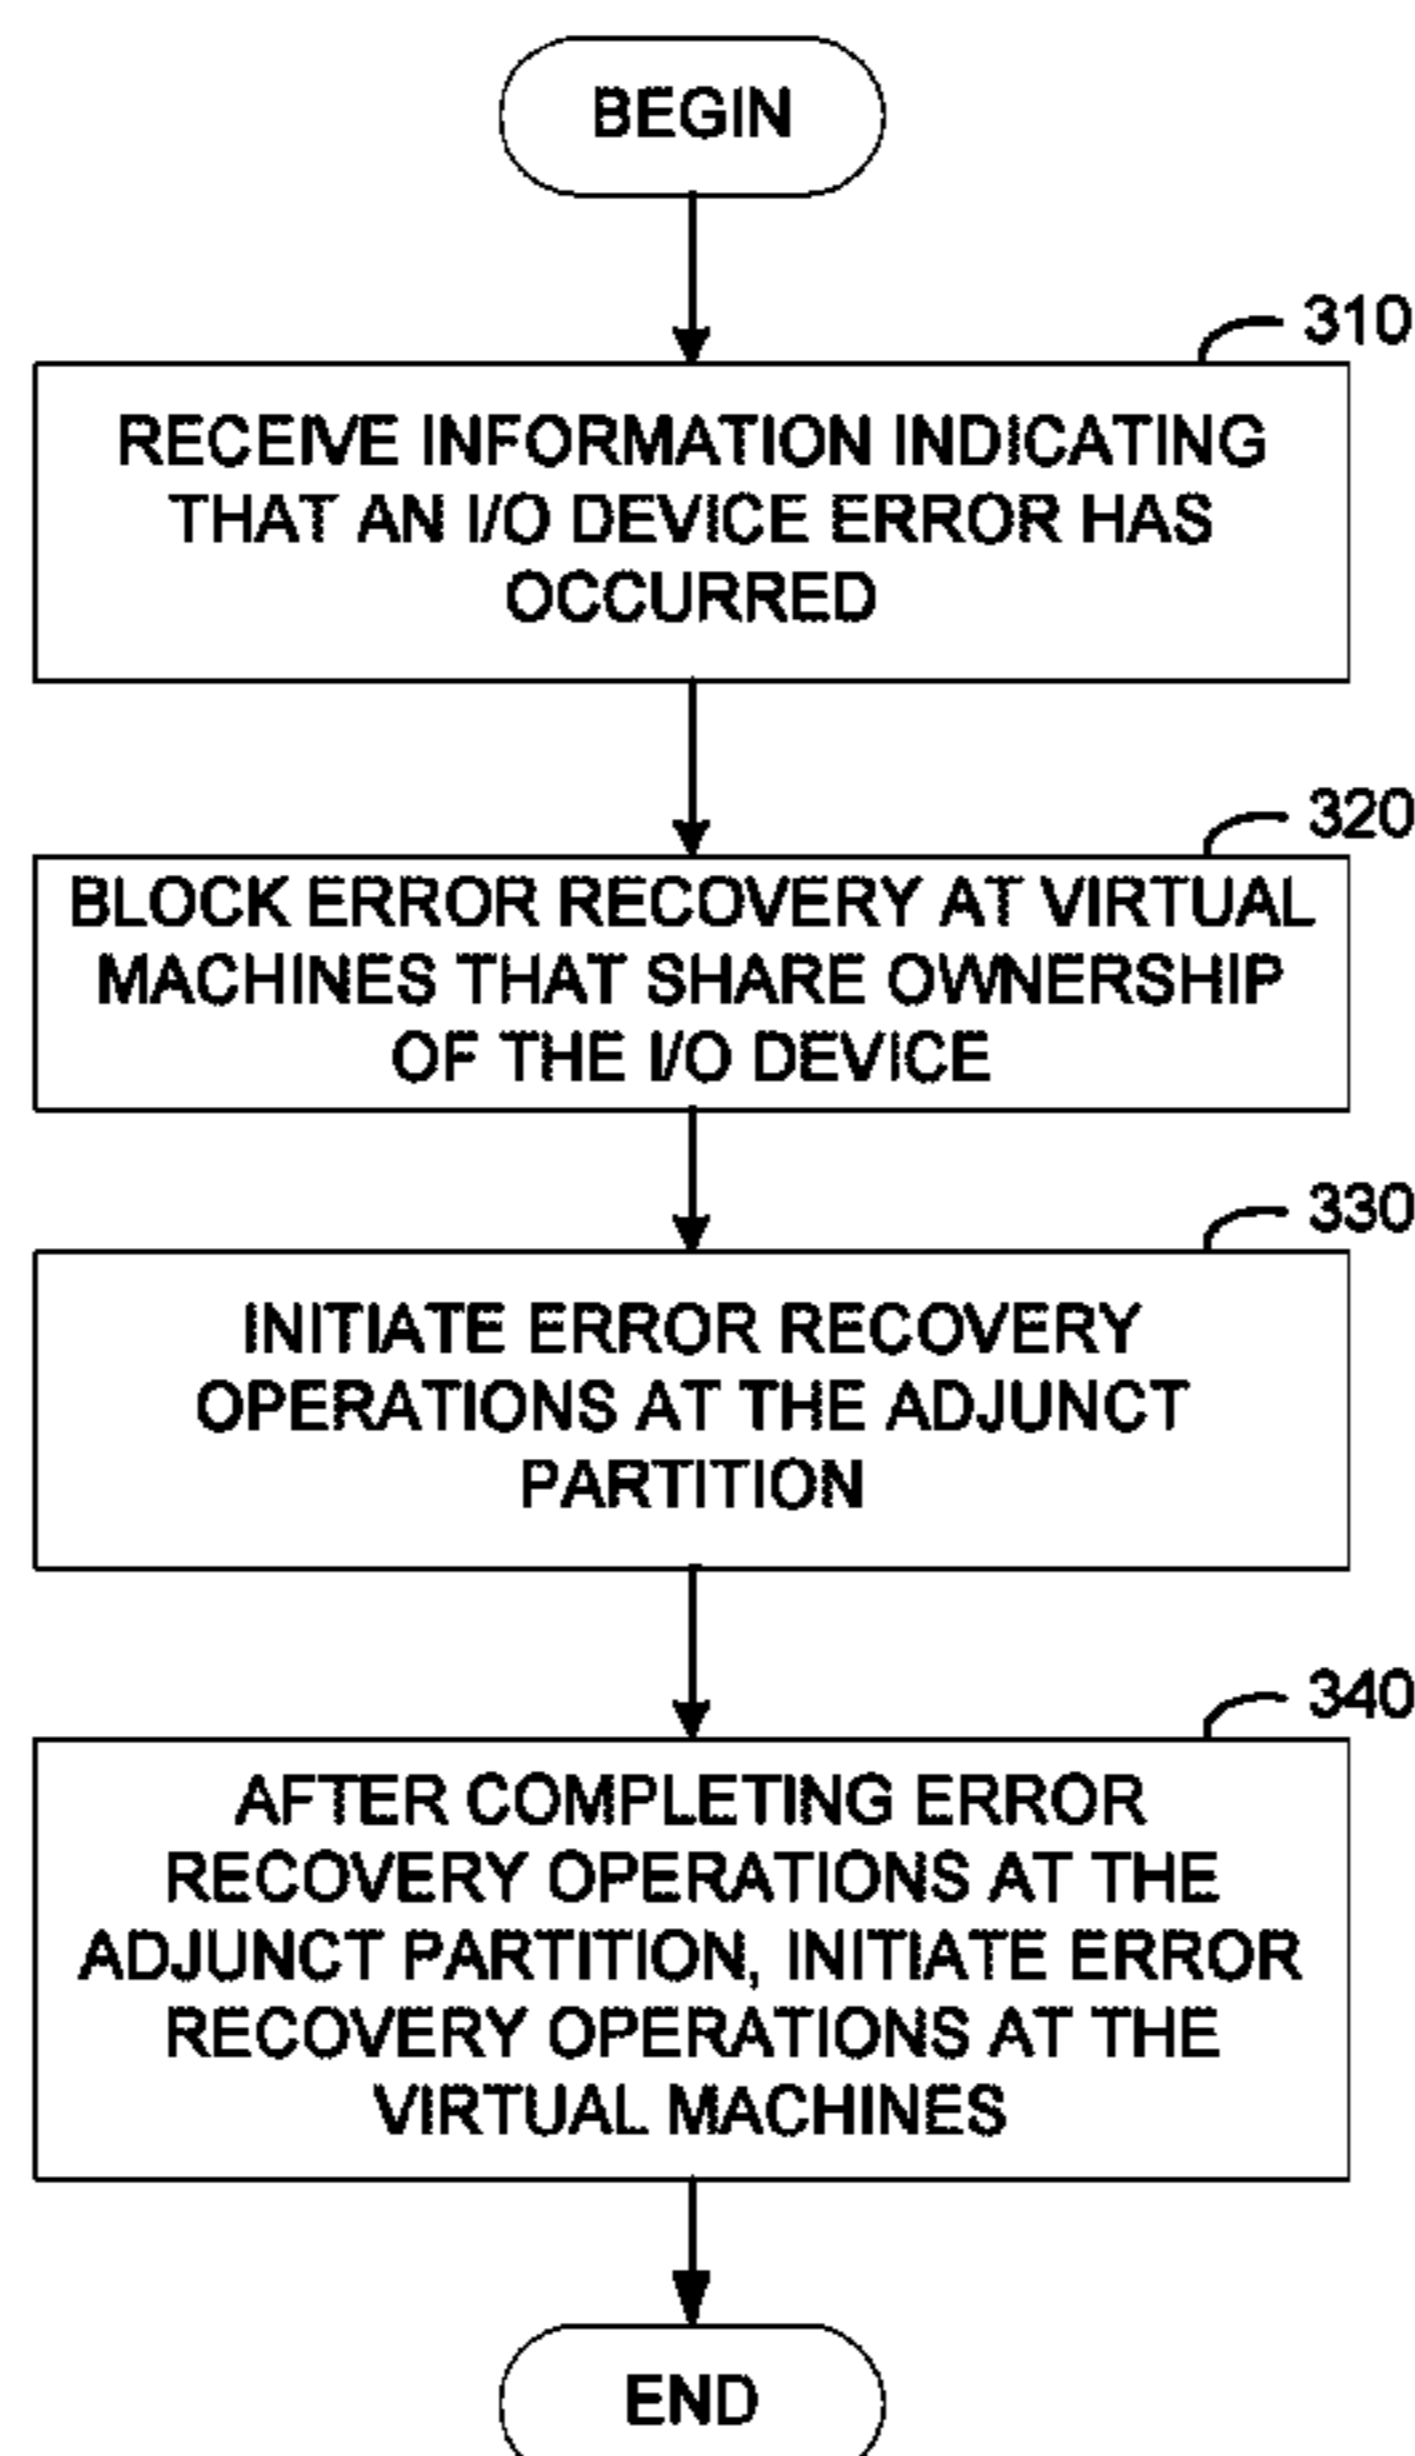 BEGIN
310
RECEIVE INFORMATION INDICATING
THAT AN I/O DEVICE ERROR HAS
OCCURRED
320
BLOCK ERROR RECOVERY AT VIRTUAL
MACHINES THAT SHARE OWNERSHIP
OF THE I/O DEVICE
330
INITIATE ERROR RECOVERY
OPERATIONS AT THE ADJUNCT
PARTITION
340
AFTER COMPLETING ERROR
RECOVERY OPERATIONS AT THE
ADJUNCT PARTITION, INITIATE ERROR
RECOVERY OPERATIONS AT THE
VIRTUAL MACHINES
END